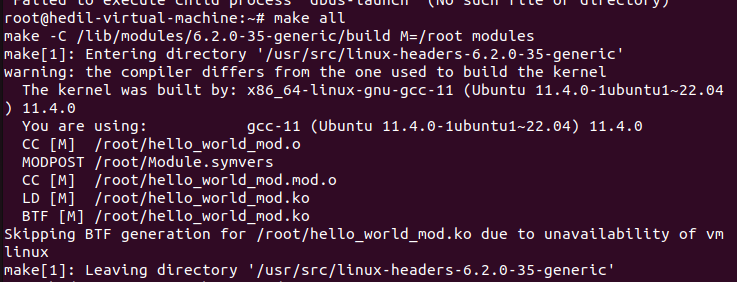 Failed to execute child process "dbus-launch" (No such file or directory)
root@hedil-virtual-machine:~# make all
make -C /lib/modules/6.2.0-35-generic/build M=/root modules
make[1]: Entering directory '/usr/src/linux-headers-6.2.0-35-generic'
warning: the compiler differs from the one used to build the kernel
  The kernel was built by: x86_64-linux-gnu-gcc-11 (Ubuntu 11.4.0-1ubuntu1~22.04
) 11.4.0
  You are using:           gcc-11 (Ubuntu 11.4.0-1ubuntu1~22.04) 11.4.0
  CC [M]  /root/hello_world_mod.o
  MODPOST /root/Module.symvers
  CC [M]  /root/hello_world_mod.mod.o
  LD [M]  /root/hello_world_mod.ko
  BTF [M] /root/hello_world_mod.ko
Skipping BTF generation for /root/hello_world_mod.ko due to unavailability of vm
linux
make[1]: Leaving directory '/usr/src/linux-headers-6.2.0-35-generic'